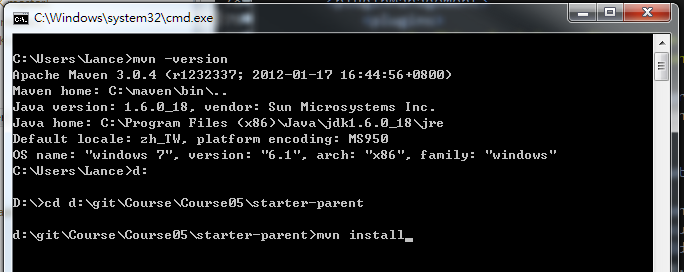 C:\Windows\system32\cmd.exe
C:\Users\Lance>mvn -version
Apache Maven 3.0.4 (r1232337; 2012-01-17 16:44:56+0800)
Maven home: C:\maven\bin\..
Java version: 1.6.0_18, vendor: Sun Microsystems Inc.
Java home: C:\Program Files (x86)\Java\jdk1.6.0_18\jre
Default locale: zh_TW, platform encoding: MS950
OS name: "windows 7", version: "6.1", arch: "x86", family: "windows"
C:\Users\Lance>d:
D:\>cd d:\git\Course\Course05\starter-parent
d:\git\Course\Course05\starter-parent>mvn install